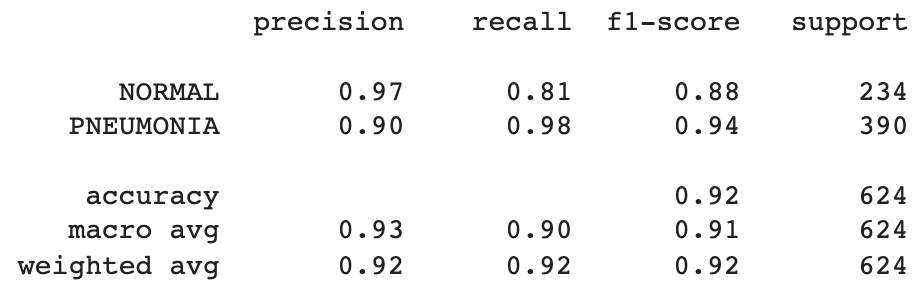 precision recall f1-score support
NORMAL 0.97 0.81 0.88 234
PNEUMONIA 0.90 0.98 0.94 390
accuracy 0.92 624
macro avg 0.93 0.90 0.91 624
weighted avg 0.92 0.92 0.92 624